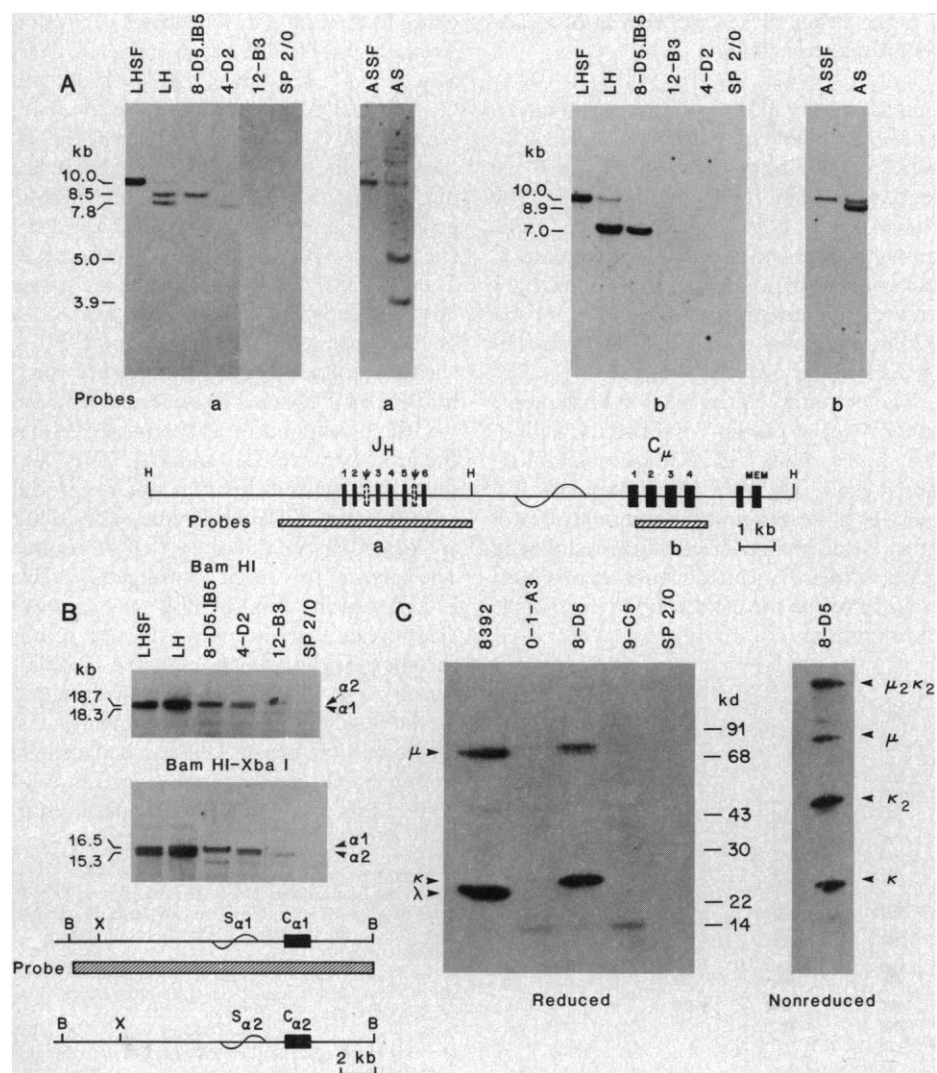 A
LHSF LH 8-D5.IB5 4-D2 12-B3 SP 2/0
ASSF AS
LHSF LH 8-D5.IB5 12-B3 4-D2 SP 2/0
ASSF AS
kb
10.0
8.5
7.8
5.0
3.9
kb
10.0
8.9
7.0
Probes a a b b
J_H C_μ
H 1 2 ψ 3 4 5 ψ 6 H 1 2 3 4 MEM H
Probes a b 1 kb
B
Bam HI
LHSF LH 8-D5.IB5 4-D2 12-B3 SP 2/0
kb
18.7 α2
18.3 α1
Bam HI-Xba I
16.5 α1
15.3 α2
B X Sα1 Cα1 B
Probe
B X Sα2 Cα2 B
2 kb
C
8392 0-1-A3 8-D5 9-C5 SP 2/0
8-D5
kd
91
68
43
30
22
14
μ
κ
λ
μ2κ2
μ
κ2
κ
Reduced Nonreduced